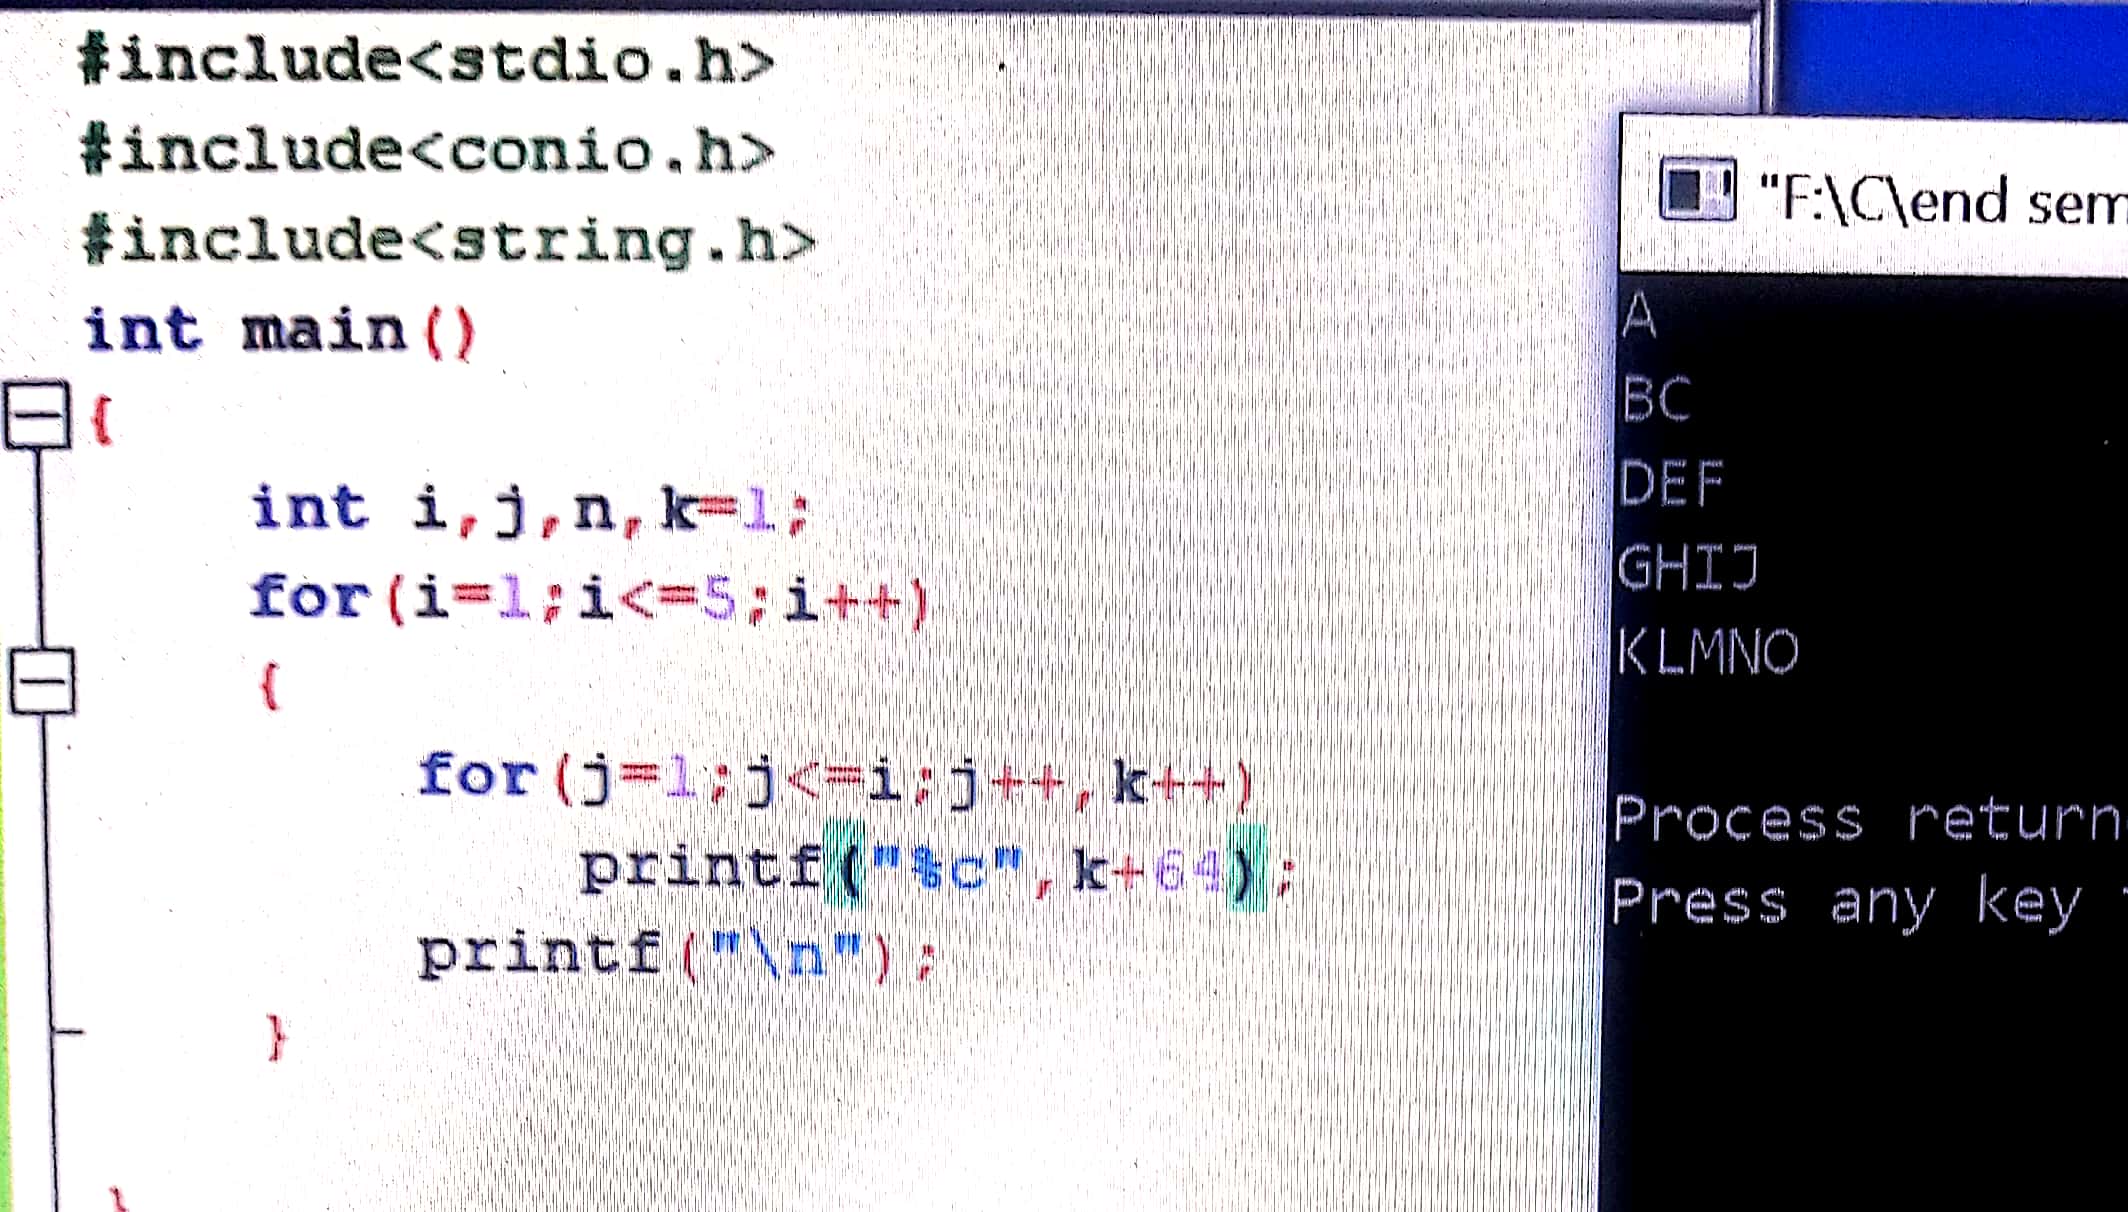 #include<stdio.h>
#include<conio.h>
#include<string.h>
int main()
{
int i,j,n,k=1;
for(i=1;i<=5;i++)
{
for(j=1;j<=i;j++,k++)
printf("%c",k+64);
printf("\n");
}
}
"F:\C\end sem
A
BC
DEF
GHIJ
KLMNO
Process return
Press any key